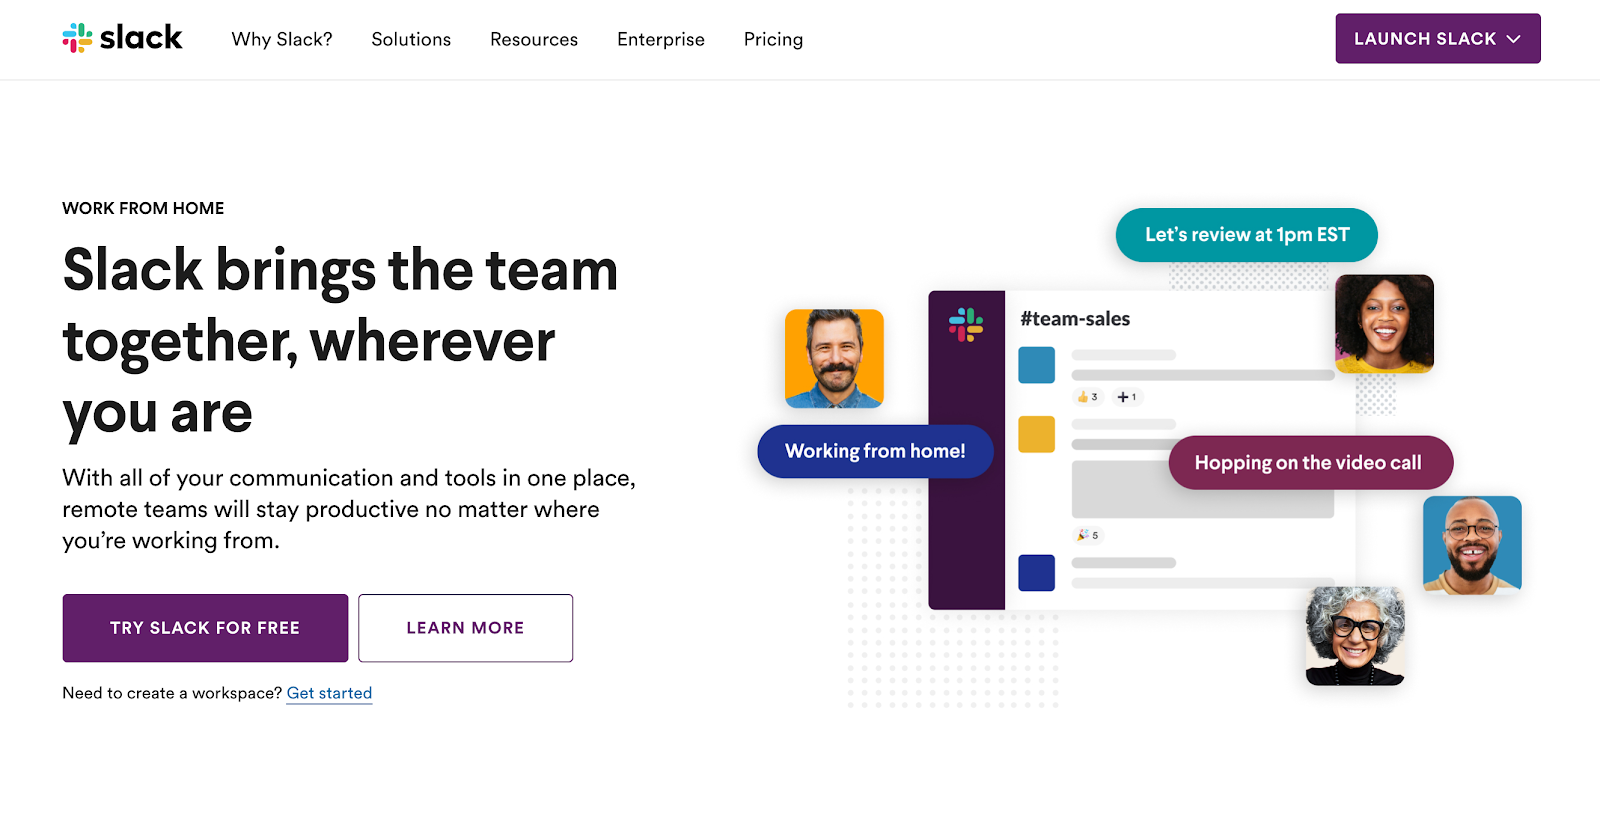 slack
Why Slack?
Solutions
Resources
Enterprise
Pricing
LAUNCH SLACK
WORK FROM HOME
Slack brings the team
together, wherever
you are
With all of your communication and tools in one place,
remote teams will stay productive no matter where
you’re working from.
TRY SLACK FOR FREE
LEARN MORE
Need to create a workspace? Get started
Let’s review at 1pm EST
#team-sales
3
1
Working from home!
Hopping on the video call
5